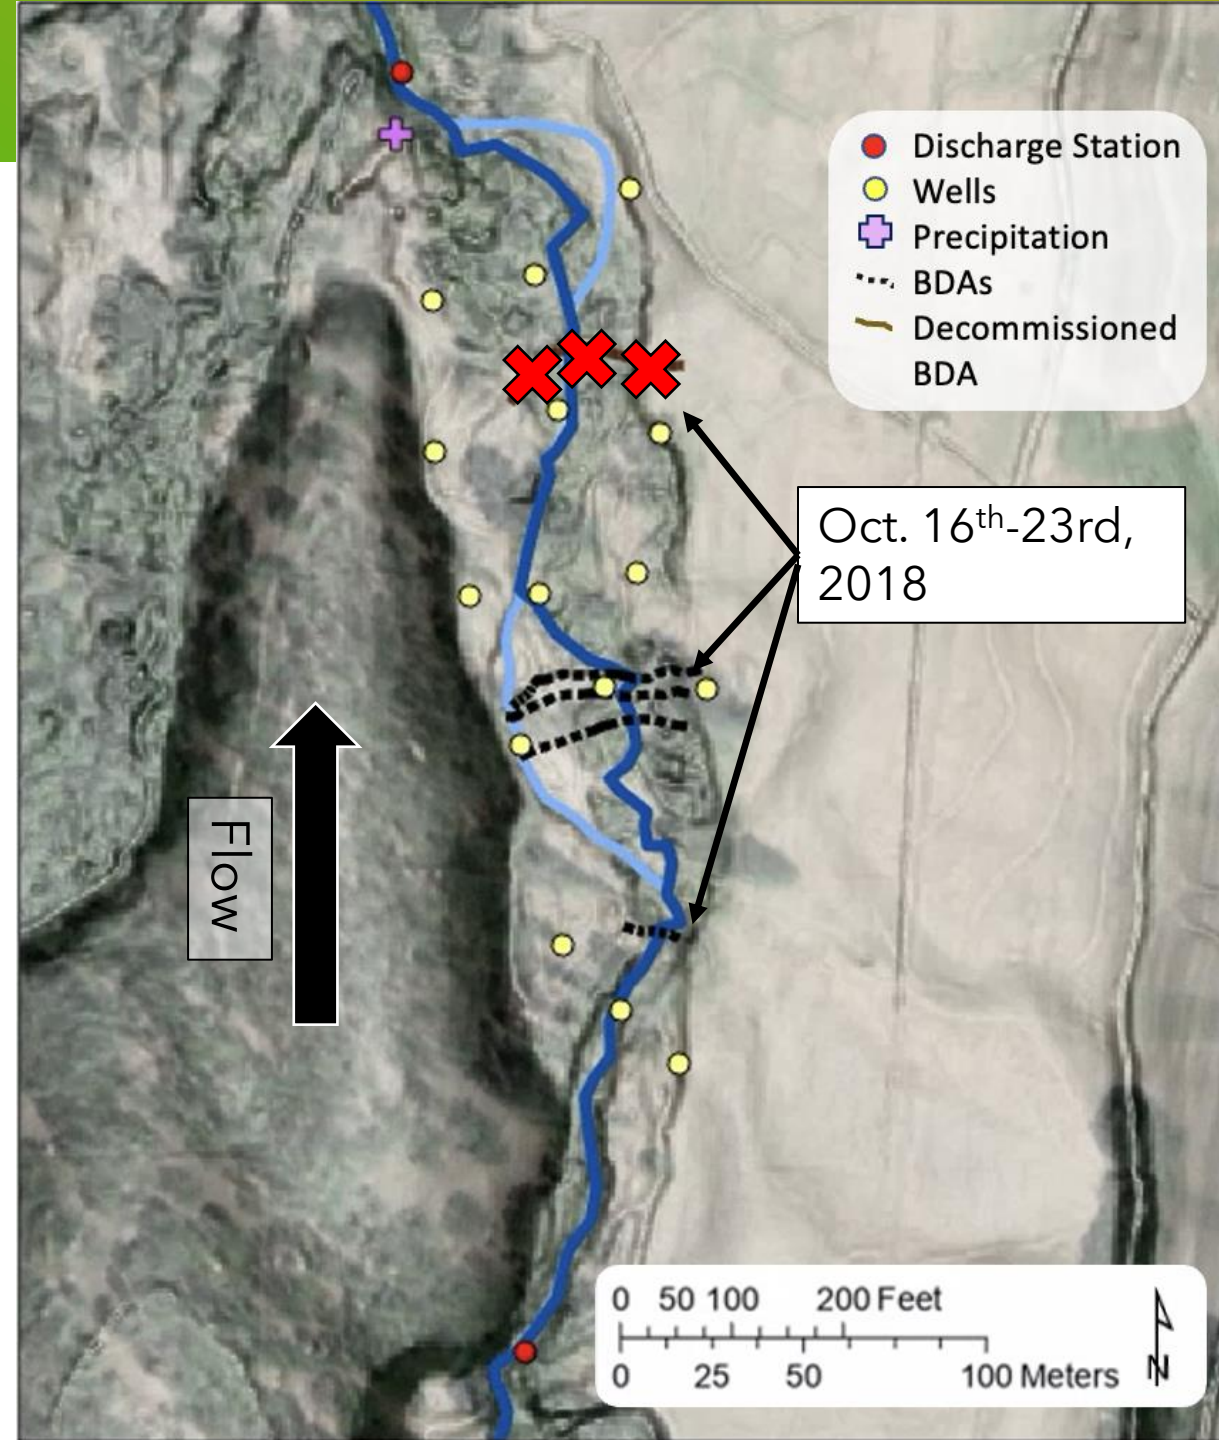 Discharge Station
Wells
Precipitation
BDAs
Decommissioned
BDA
Oct. 16th-23rd,
2018
Flow
0 50 100 200 Feet
0 25 50 100 Meters
N